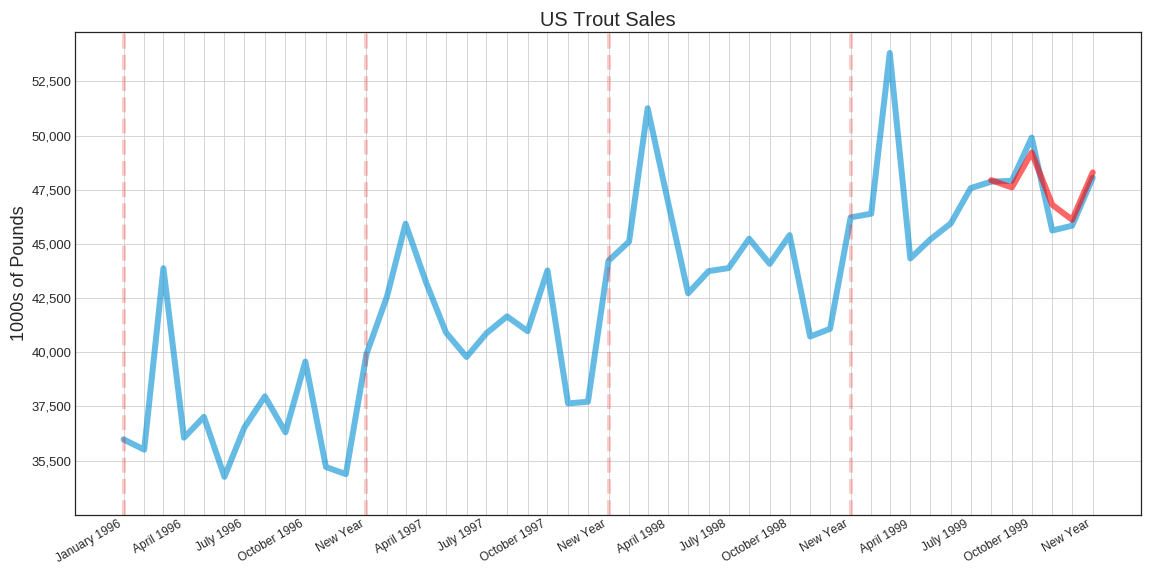 US Trout Sales
1000s of Pounds
52,500
50,000
47,500
45,000
42,500
40,000
37,500
35,500
January 1996
April 1996
July 1996
October 1996
New Year
April 1997
July 1997
October 1997
New Year
April 1998
July 1998
October 1998
New Year
April 1999
July 1999
October 1999
New Year